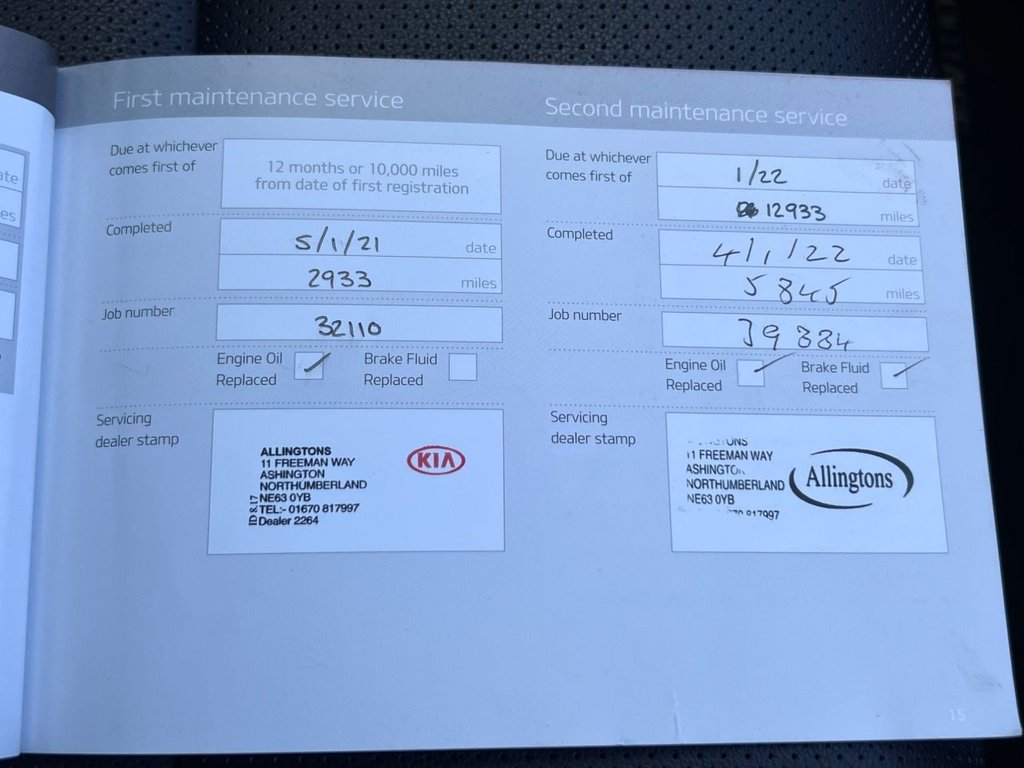 First maintenance service
Due at whichever
comes first of
12 months or 10,000 miles
from date of first registration
Completed
5/1/21 date
2933 miles
Job number
32110
Engine Oil
Replaced
Brake Fluid
Replaced
Servicing
dealer stamp
ALLINGTONS
11 FREEMAN WAY
ASHINGTON
NORTHUMBERLAND
NE63 0YB
TEL:- 01670 817997
Dealer 2264
KIA
Second maintenance service
Due at whichever
comes first of
1/22 date
12933 miles
Completed
4/1/22 date
5845 miles
Job number
Engine Oil
Replaced
Brake Fluid
Replaced
Servicing
dealer stamp
11 FREEMAN WAY
NORTHUMBERLAND
NE63 0YB
817997
Allingtons
15
ate
es